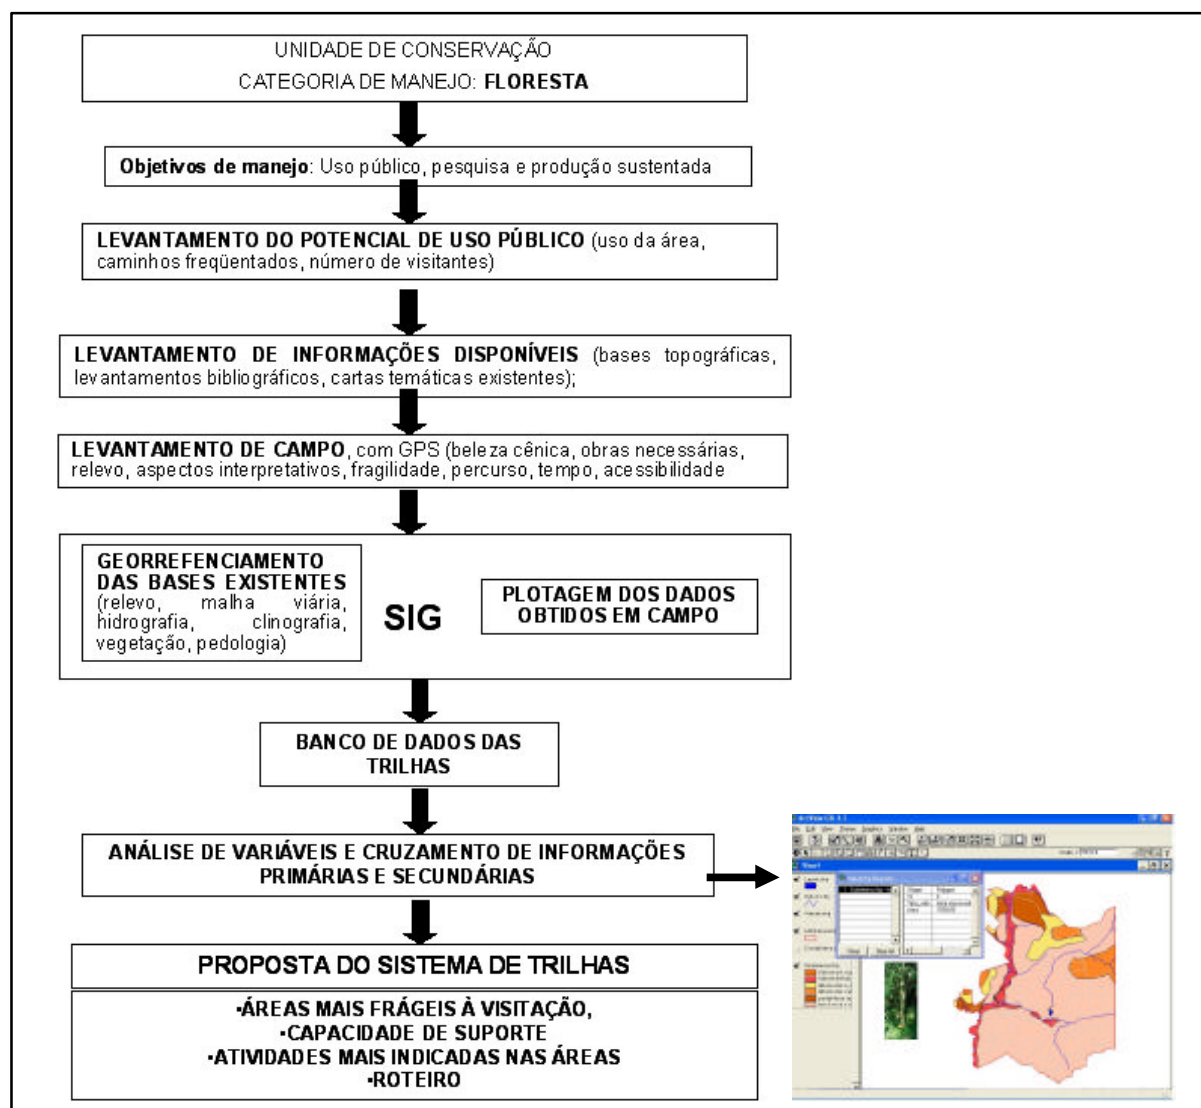 UNIDADE DE CONSERVAÇÃO
CATEGORIA DE MANEJO: FLORESTA
Objetivos de manejo: Uso público, pesquisa e produção sustentada
LEVANTAMENTO DO POTENCIAL DE USO PÚBLICO (uso da área,
caminhos freqüentados, número de visitantes)
LEVANTAMENTO DE INFORMAÇÕES DISPONÍVEIS (bases topográficas,
levantamentos bibliográficos, cartas temáticas existentes);
LEVANTAMENTO DE CAMPO, com GPS (beleza cênica, obras necessárias,
relevo, aspectos interpretativos, fragilidade, percurso, tempo, acessibilidade
GEORREFENCIAMENTO
DAS BASES EXISTENTES
(relevo, malha viária,
hidrografia, clinografia,
vegetação, pedologia)
SIG
PLOTAGEM DOS DADOS
OBTIDOS EM CAMPO
BANCO DE DADOS DAS
TRILHAS
ANÁLISE DE VARIÁVEIS E CRUZAMENTO DE INFORMAÇÕES
PRIMÁRIAS E SECUNDÁRIAS
PROPOSTA DO SISTEMA DE TRILHAS
•ÁREAS MAIS FRÁGEIS À VISITAÇÃO,
•CAPACIDADE DE SUPORTE
•ATIVIDADES MAIS INDICADAS NAS ÁREAS
•ROTEIRO